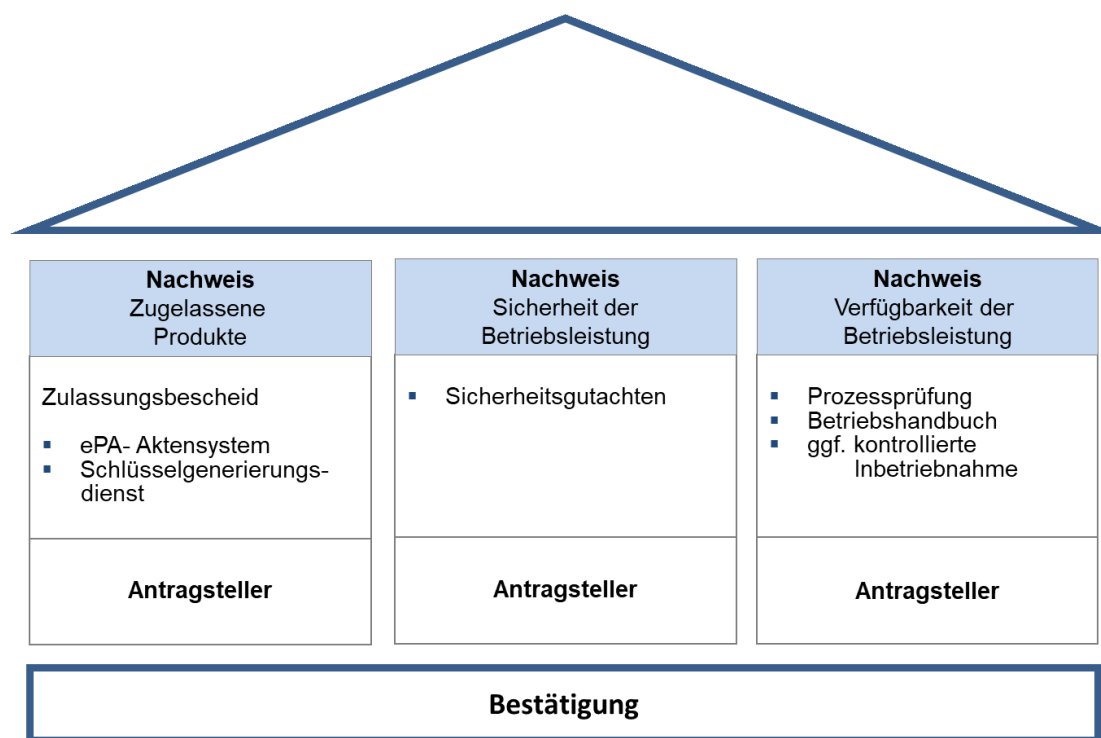 Nachweis
Zugelassene
Produkte
Zulassungsbescheid
▪ ePA- Aktensystem
▪ Schlüsselgenerierungs-
dienst
Antragsteller
Nachweis
Sicherheit der
Betriebsleistung
▪ Sicherheitsgutachten
Antragsteller
Nachweis
Verfügbarkeit der
Betriebsleistung
▪ Prozessprüfung
▪ Betriebshandbuch
▪ ggf. kontrollierte
Inbetriebnahme
Antragsteller
Bestätigung